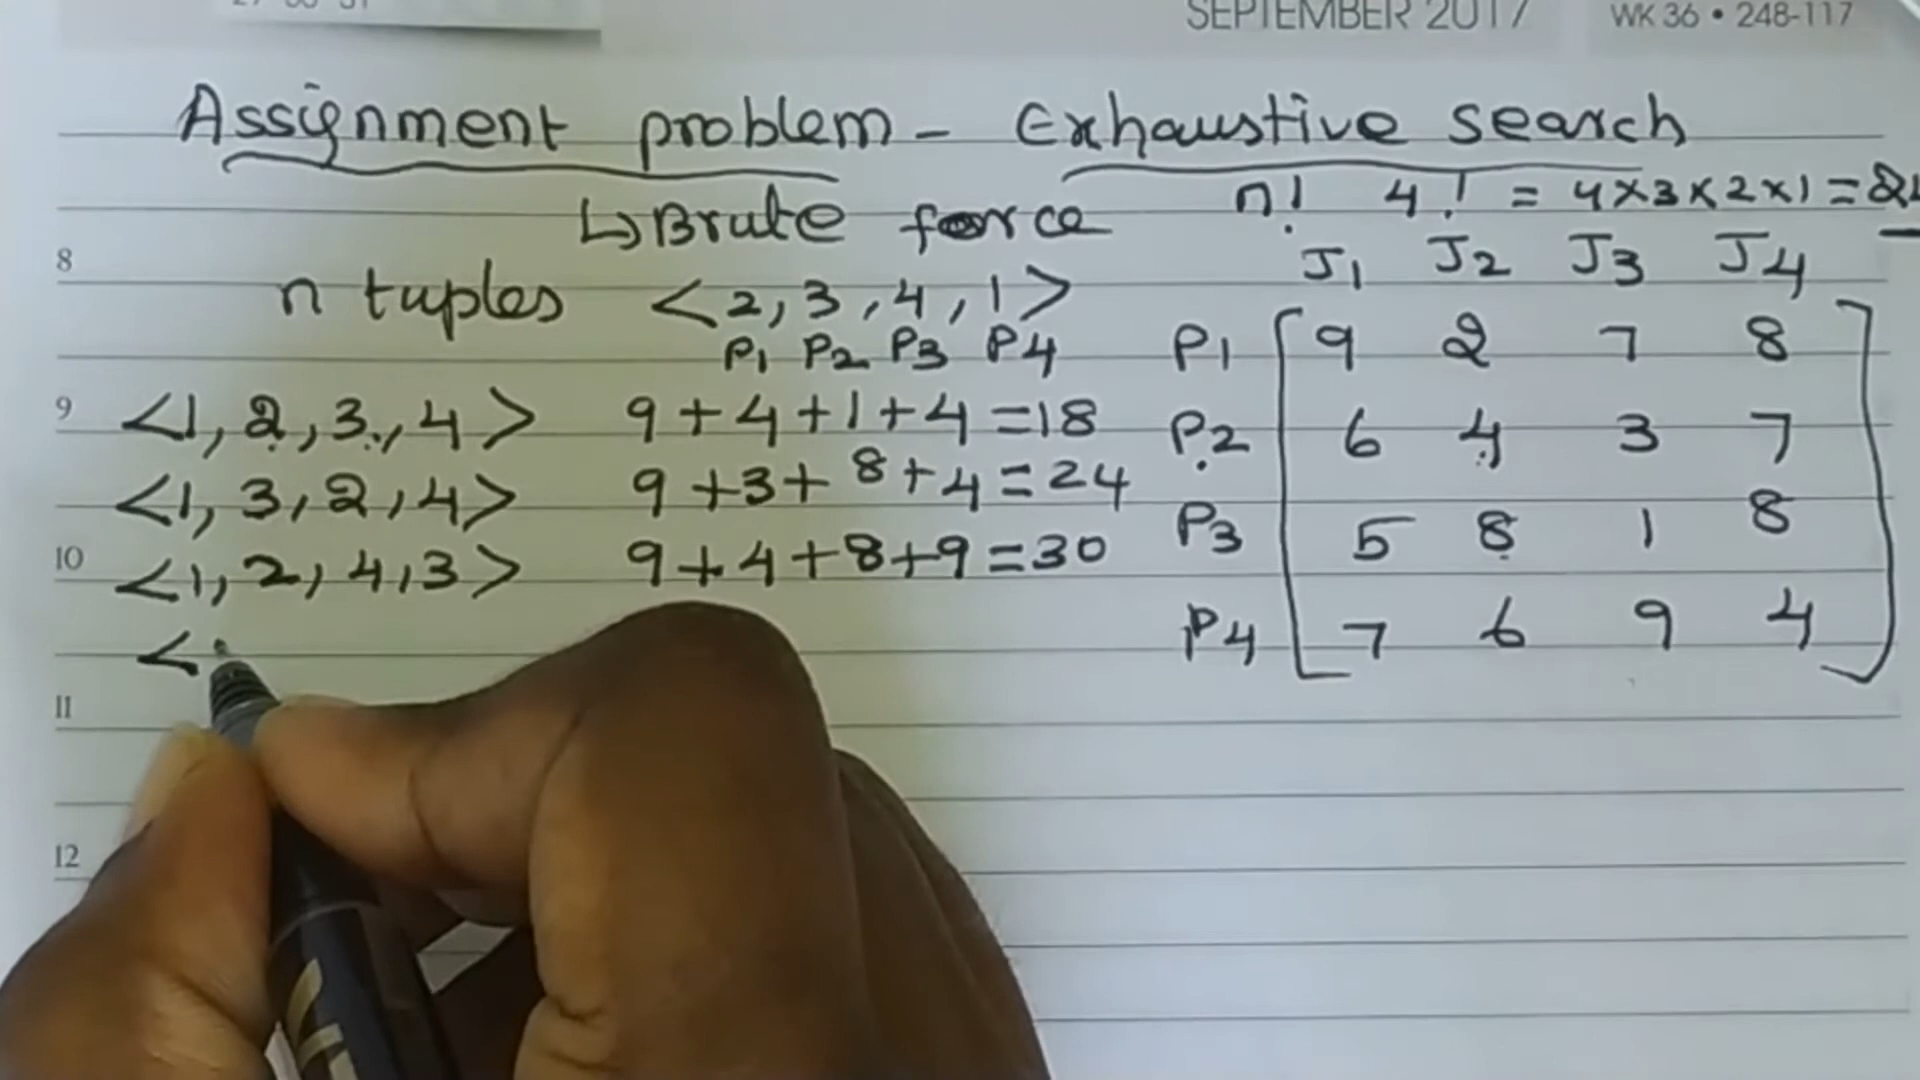 SEPTEMBER 2017 WK 36 • 248-117
Assignment problem - Exhaustive search
↳ Brute force
n! 4! = 4×3×2×1 =
8
n tuples <2, 3, 4, 1>
P1 P2 P3 P4
J1 J2 J3 J4
P1 9 2 7 8
P2 6 4 3 7
P3 5 8 1 8
P4 7 6 9 4
9
<1, 2, 3, 4> 9+4+1+4=18
<1, 3, 2, 4> 9+3+8+4=24
10
<1, 2, 4, 3> 9+4+8+9=30
<
11
12